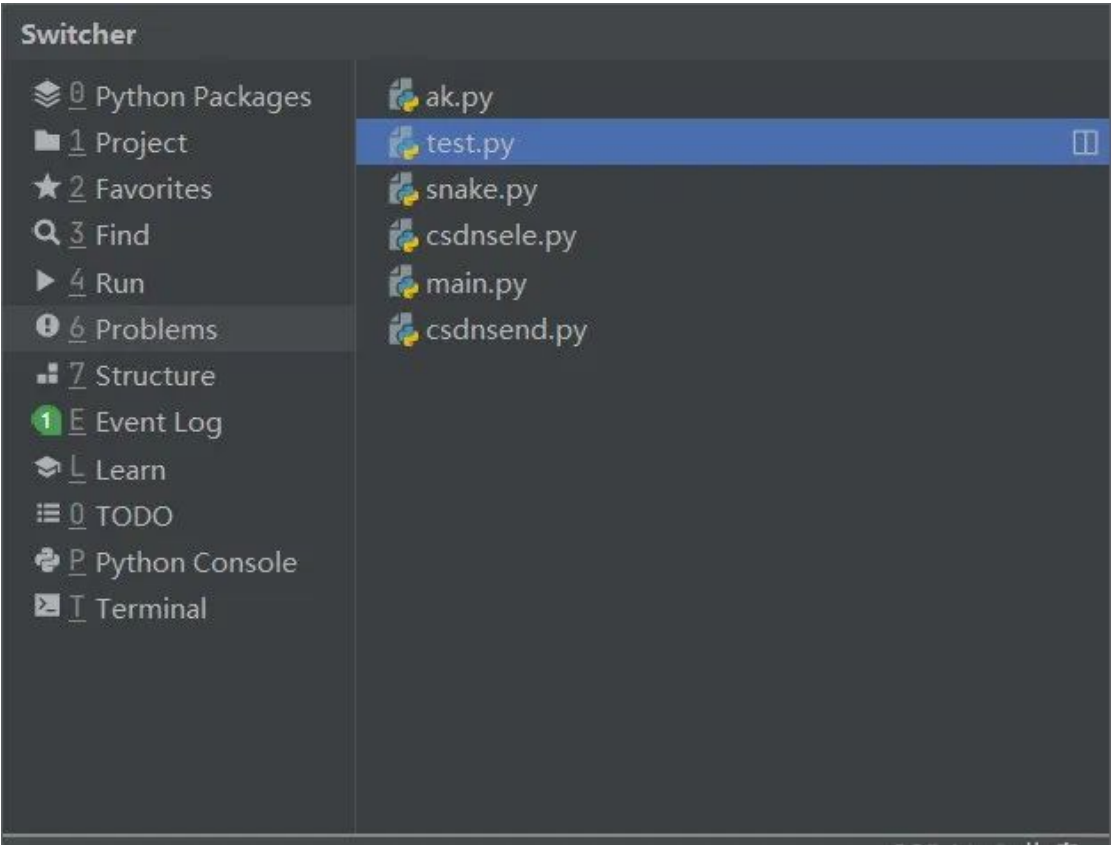 Switcher
0 Python Packages
1 Project
2 Favorites
3 Find
4 Run
6 Problems
7 Structure
1 E Event Log
L Learn
0 TODO
P Python Console
T Terminal
ak.py
test.py
snake.py
csdnsele.py
main.py
csdnsend.py